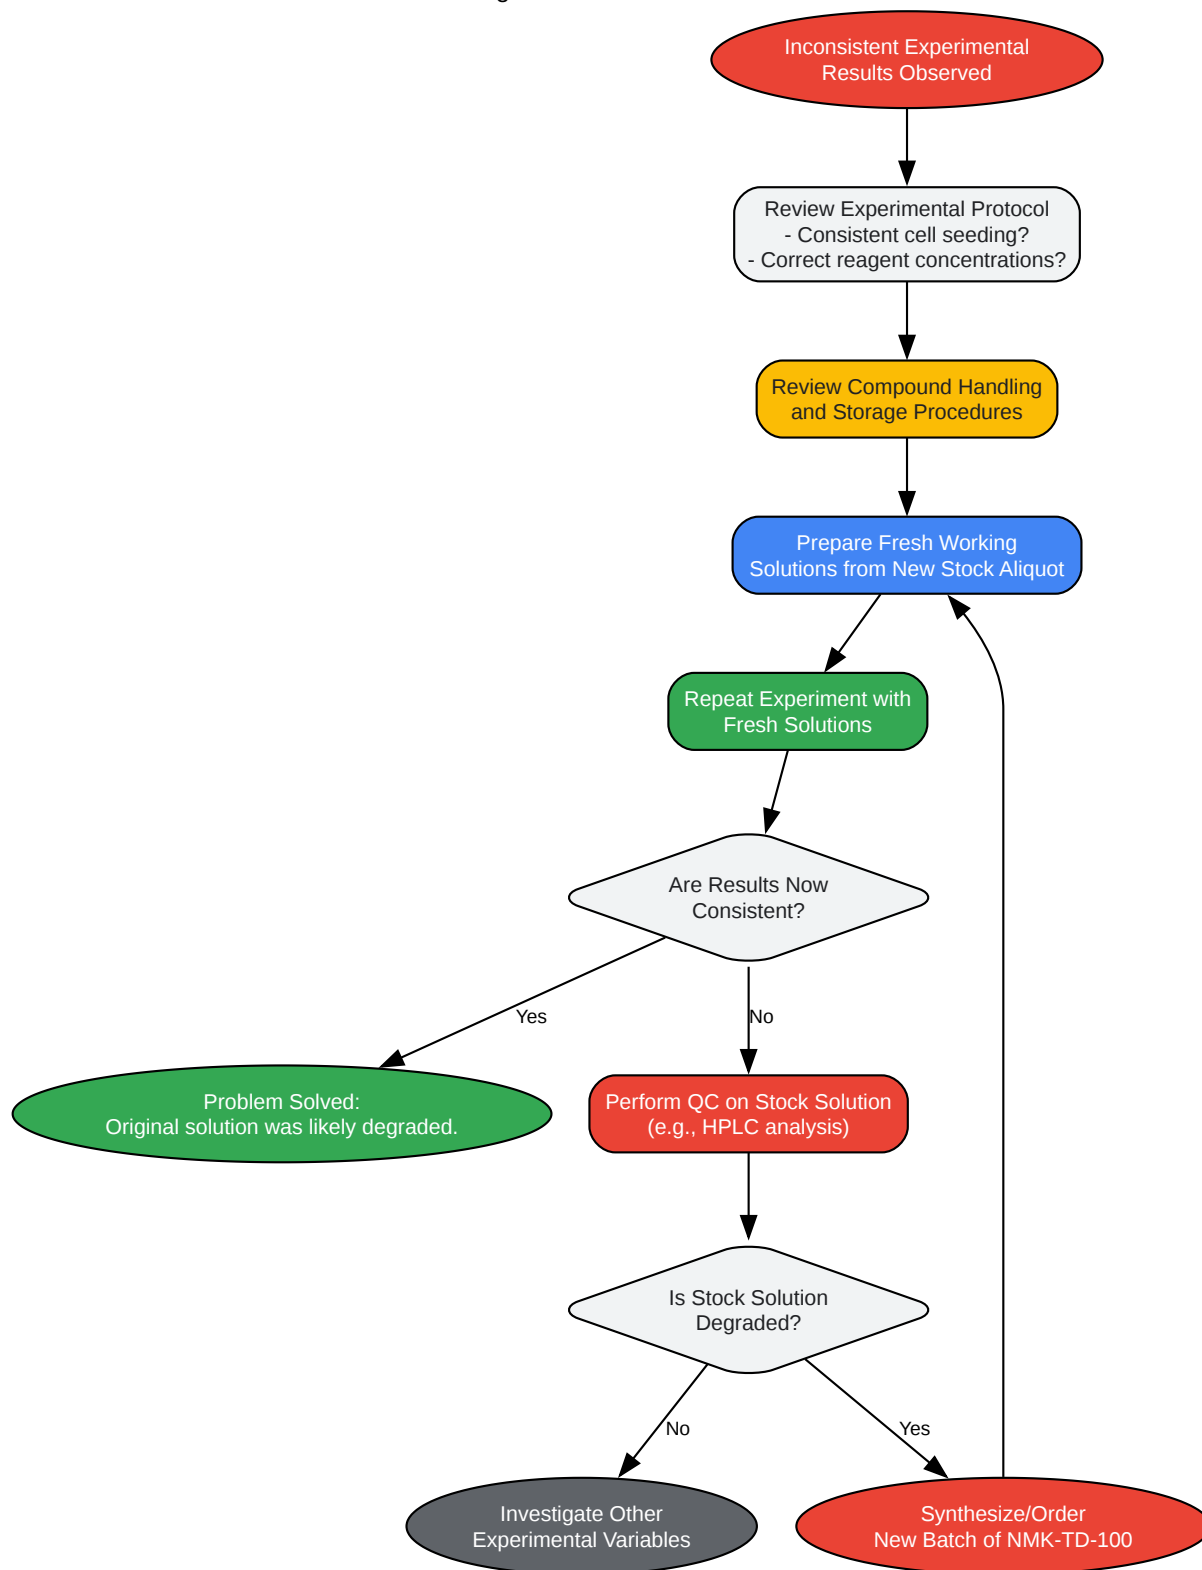 Inconsistent Experimental
Results Observed
Review Experimental Protocol
- Consistent cell seeding?
- Correct reagent concentrations?
Review Compound Handling
and Storage Procedures
Prepare Fresh Working
Solutions from New Stock Aliquot
Repeat Experiment with
Fresh Solutions
Are Results Now
Consistent?
Yes
No
Problem Solved:
Original solution was likely degraded.
Perform QC on Stock Solution
(e.g., HPLC analysis)
Is Stock Solution
Degraded?
No
Yes
Investigate Other
Experimental Variables
Synthesize/Order
New Batch of NMK-TD-100